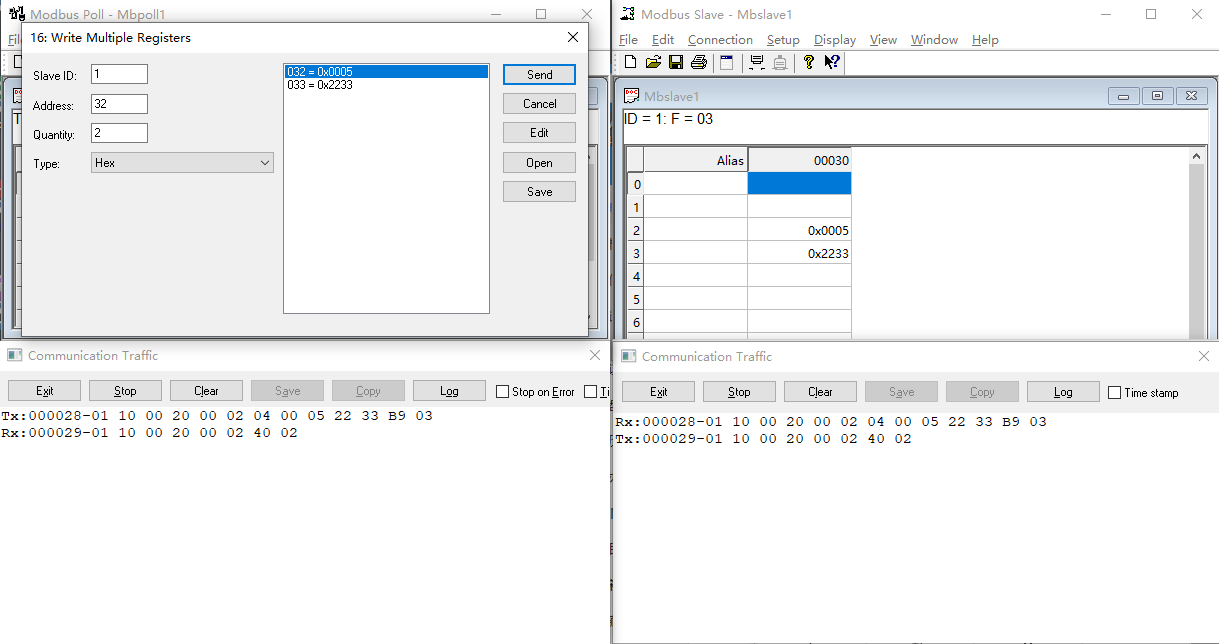 Modbus Poll - Mbpoll1
16: Write Multiple Registers
Slave ID: 1
Address: 32
Quantity: 2
Type: Hex
032 = 0x0005
033 = 0x2233
Send
Cancel
Edit
Open
Save
Communication Traffic
Exit Stop Clear Save Copy Log Stop on Error Ti
Tx:000028-01 10 00 20 00 02 04 00 05 22 33 B9 03
Rx:000029-01 10 00 20 00 02 40 02
Modbus Slave - Mbslave1
File Edit Connection Setup Display View Window Help
Mbslave1
ID = 1: F = 03
Alias 00030
0
1
2 0x0005
3 0x2233
4
5
6
Communication Traffic
Exit Stop Clear Save Copy Log Time stamp
Rx:000028-01 10 00 20 00 02 04 00 05 22 33 B9 03
Tx:000029-01 10 00 20 00 02 40 02